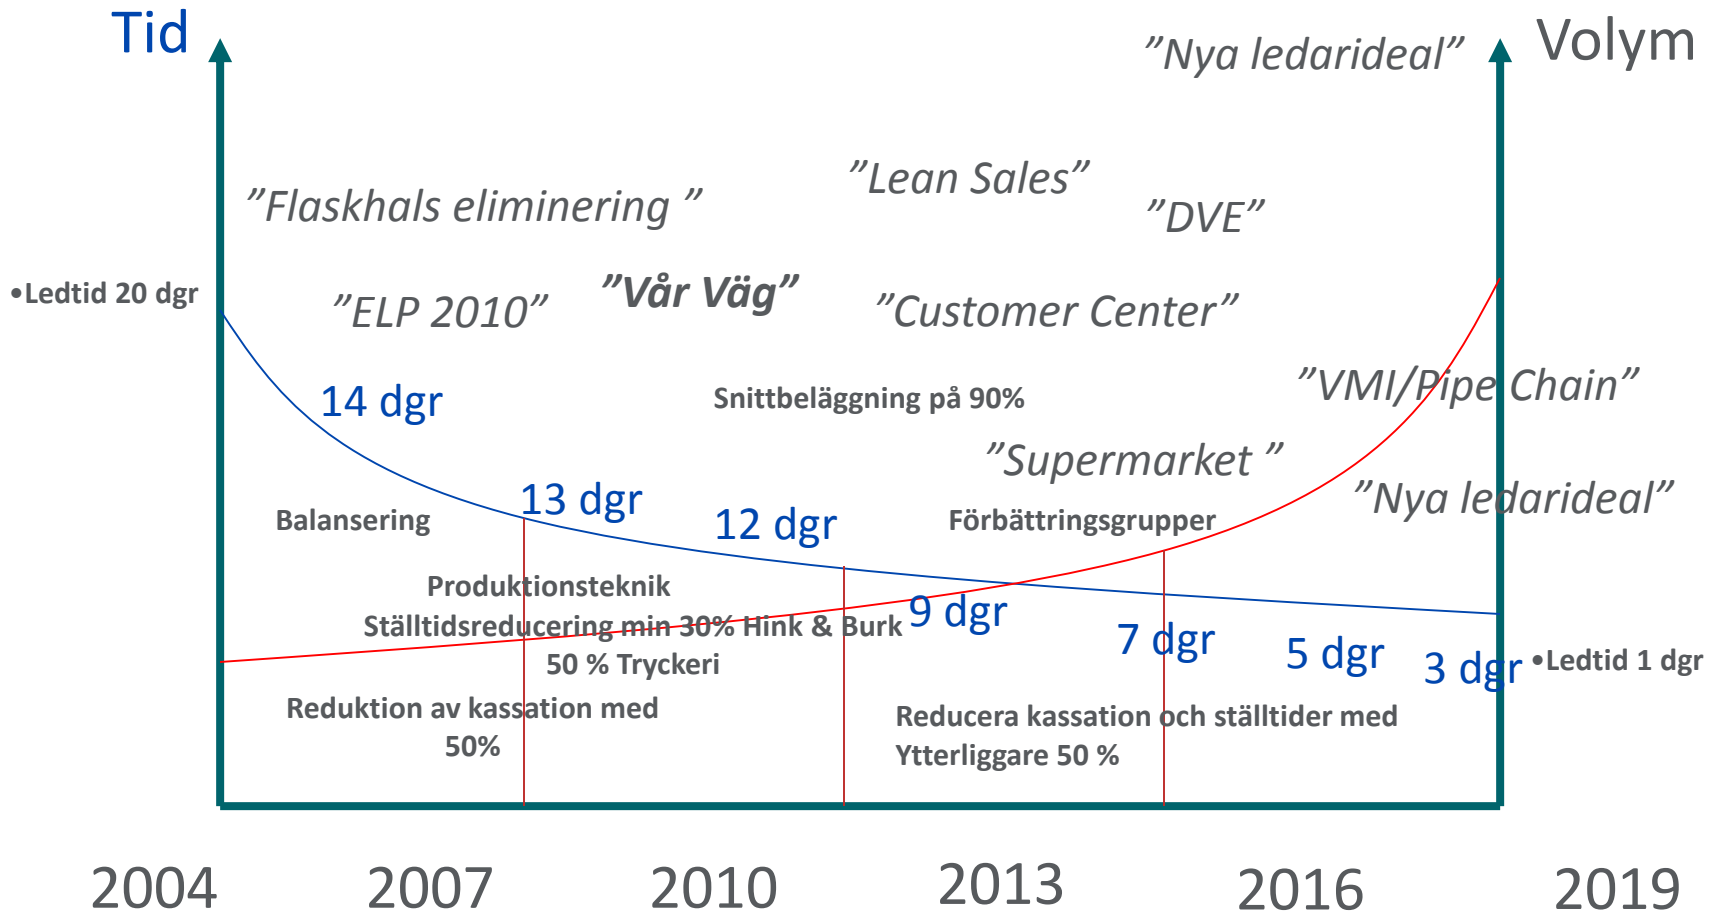 Tid
Volym
”Nya ledarideal”
”Lean Sales”
”Flaskhals eliminering ”
”DVE”
•Ledtid 20 dgr
”Vår Väg”
”ELP 2010”
”Customer Center”
14 dgr
Snittbeläggning på 90%
”VMI/Pipe Chain”
”Supermarket ”
13 dgr
”Nya ledarideal”
Balansering
12 dgr
Förbättringsgrupper
Produktionsteknik
Ställtidsreducering min 30% Hink & Burk
50 % Tryckeri
9 dgr
7 dgr
5 dgr
3 dgr
•Ledtid 1 dgr
Reduktion av kassation med
50%
Reducera kassation och ställtider med
Ytterliggare 50 %
2004
2007
2010
2013
2016
2019